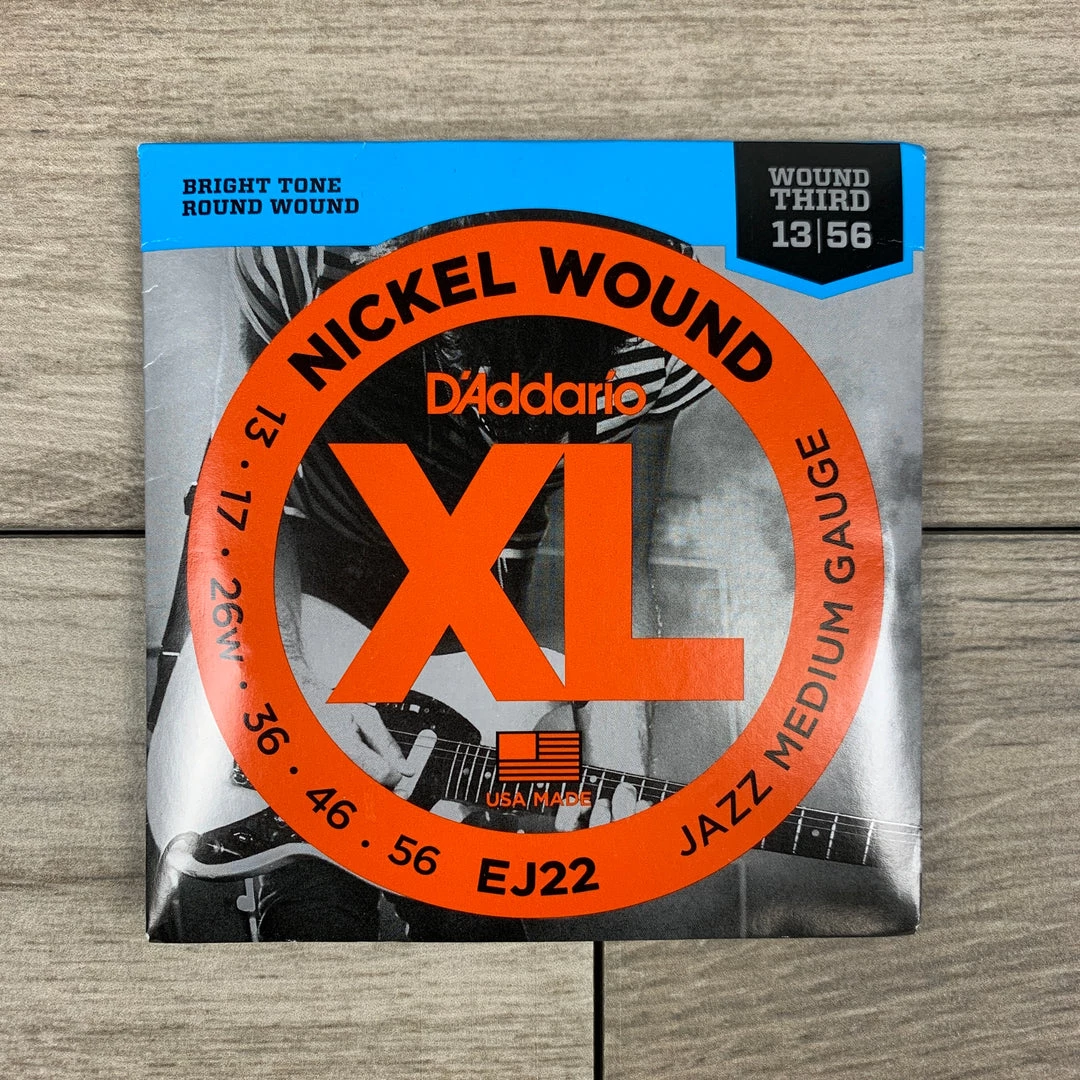 BRIGHT TONE
ROUND WOUND
WOUND
THIRD
13|56
NICKEL WOUND
D'Addario
XL
USA MADE
13 · 17 · 26w · 36 · 46 · 56
EJ22
JAZZ MEDIUM GAUGE